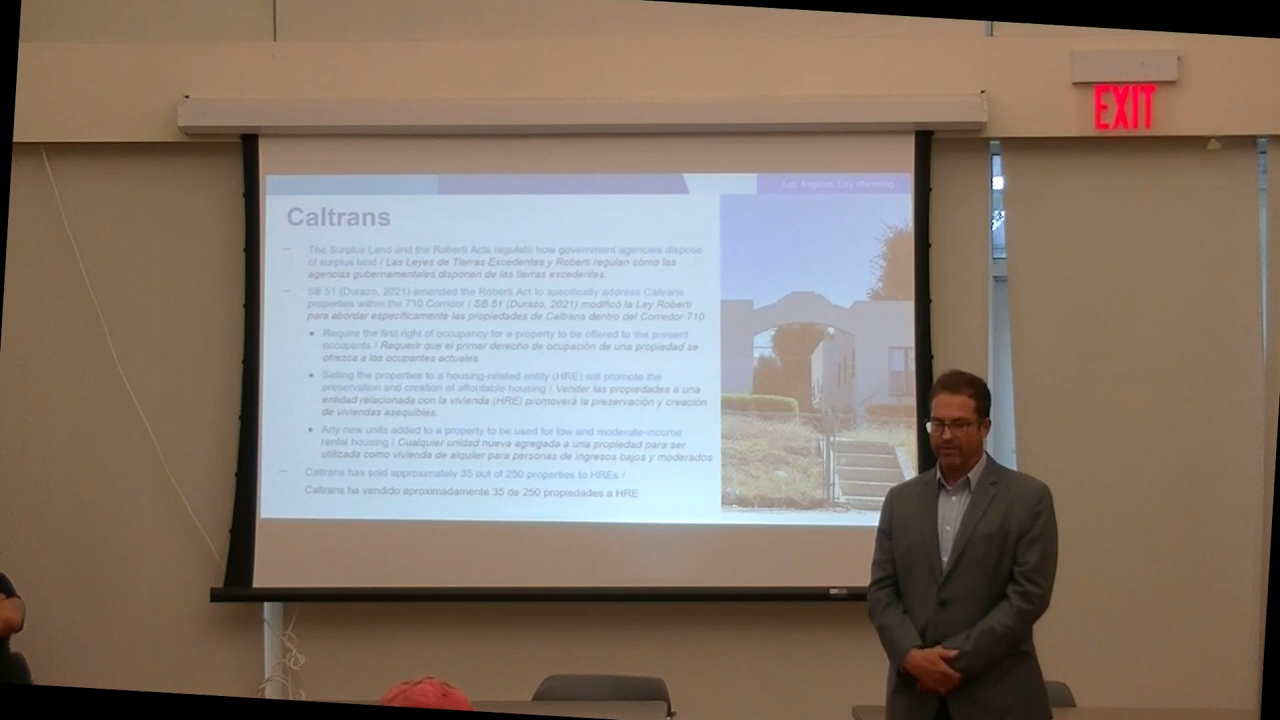 EXIT
Los Angeles City Planning
Caltrans
— The Surplus Land and the Roberti Acts regulate how government agencies dispose
of surplus land / Las Leyes de Tierras Excedentes y Roberti regulan cómo las
agencias gubernamentales disponen de las tierras excedentes.
— SB 51 (Durazo, 2021) amended the Roberti Act to specifically address Caltrans
properties within the 710 Corridor / SB 51 (Durazo, 2021) modificó la Ley Roberti
para abordar específicamente las propiedades de Caltrans dentro del Corredor 710
● Require the first right of occupancy for a property to be offered to the present
occupants / Requerir que el primer derecho de ocupación de una propiedad se
ofrezca a los ocupantes actuales.
● Selling the properties to a housing-related entity (HRE) will promote the
preservation and creation of affordable housing / Vender las propiedades a una
entidad relacionada con la vivienda (HRE) promoverá la preservación y creación
de viviendas asequibles.
● Any new units added to a property to be used for low and moderate-income
rental housing / Cualquier unidad nueva agregada a una propiedad para ser
utilizada como vivienda de alquiler para personas de ingresos bajos y moderados
— Caltrans has sold approximately 35 out of 250 properties to HREs /
Caltrans ha vendido aproximadamente 35 de 250 propiedades a HRE